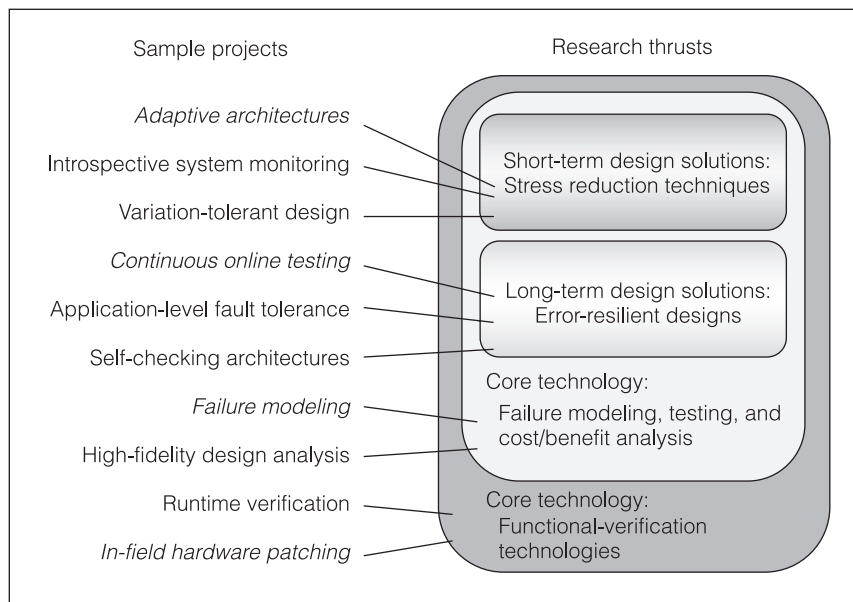 Sample projects
Research thrusts
Adaptive architectures
Introspective system monitoring
Variation-tolerant design
Continuous online testing
Application-level fault tolerance
Self-checking architectures
Failure modeling
High-fidelity design analysis
Runtime verification
In-field hardware patching
Short-term design solutions:
Stress reduction techniques
Long-term design solutions:
Error-resilient designs
Core technology:
Failure modeling, testing, and
cost/benefit analysis
Core technology:
Functional-verification
technologies